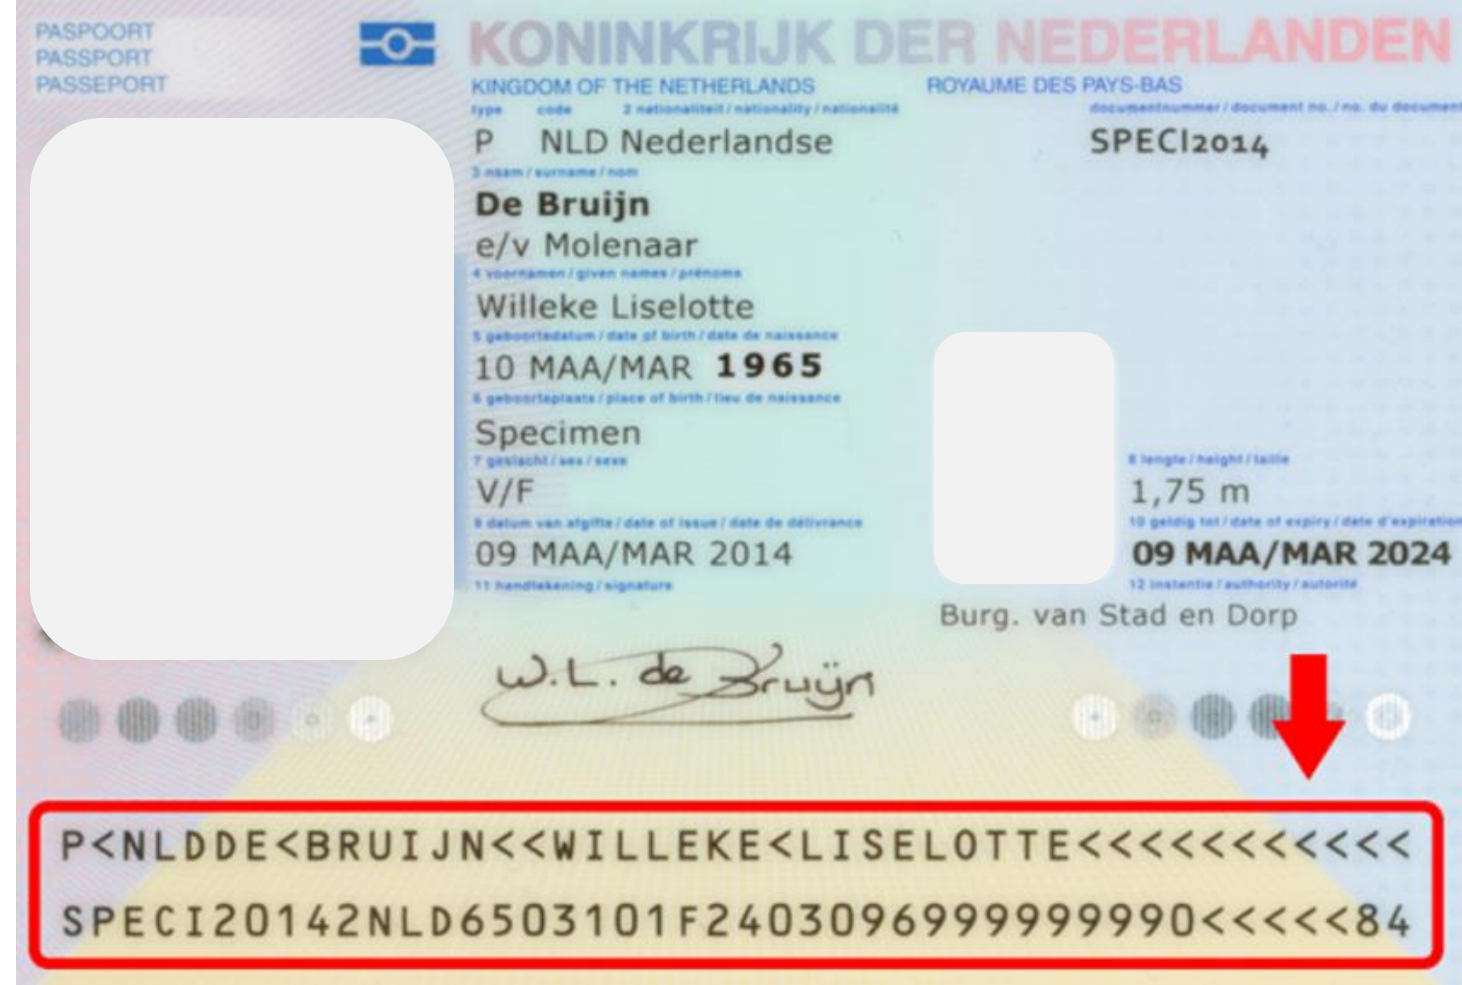 PASPOORT
PASSPORT
PASSEPORT
KONINKRIJK DER NEDERLANDEN
KINGDOM OF THE NETHERLANDS ROYAUME DES PAYS-BAS
type code 2 nationaliteit / nationality / nationalité documentnummer / document no. / no. du document
P NLD Nederlandse SPECI2014
3 naam / surname / nom
De Bruijn
e/v Molenaar
4 voornamen / given names / prénoms
Willeke Liselotte
5 geboortedatum / date of birth / date de naissance
10 MAA/MAR 1965
6 geboorteplaats / place of birth / lieu de naissance
Specimen
7 geslacht / sex / sexe 8 lengte / height / taille
V/F 1,75 m
9 datum van afgifte / date of issue / date de délivrance 10 geldig tot / date of expiry / date d'expiration
09 MAA/MAR 2014 09 MAA/MAR 2024
11 handtekening / signature 12 instantie / authority / autorité
Burg. van Stad en Dorp
W.L. de Bruijn
P<NLDDE<BRUIJN<<WILLEKE<LISELOTTE<<<<<<<<<<<
SPECI20142NLD6503101F2403096999999990<<<<<84